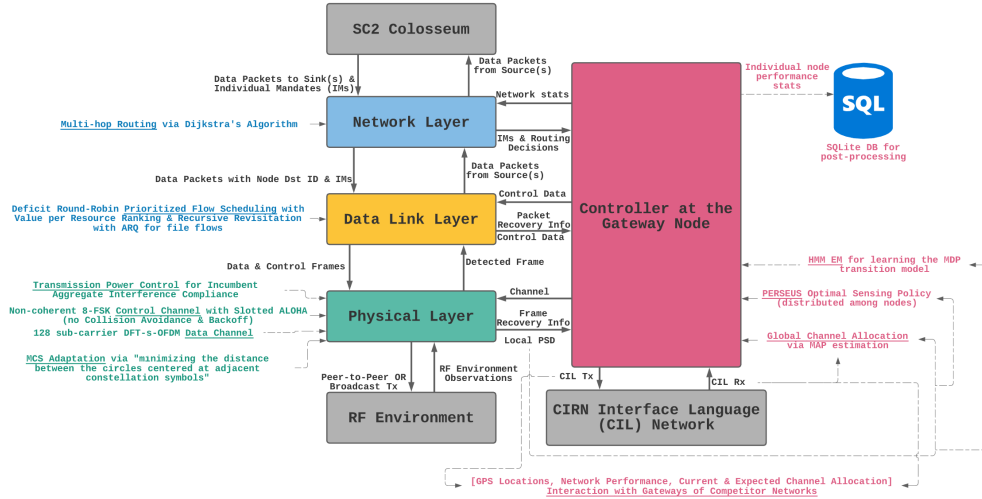 SC2 Colosseum
Data Packets to Sink(s) &
Individual Mandates (IMs)
Data Packets
from Source(s)
Network Layer
Multi-hop Routing via Dijkstra's Algorithm
Network stats
IMs & Routing
Decisions
Data Packets with Node Dst ID & IMs
Data Packets
from Source(s)
Control Data
Deficit Round-Robin Prioritized Flow Scheduling with
Value per Resource Ranking & Recursive Revisitation
with ARQ for file flows
Data Link Layer
Packet
Recovery Info
Control Data
Data & Control Frames
Detected Frame
Transmission Power Control for Incumbent
Aggregate Interference Compliance
Non-coherent 8-FSK Control Channel with Slotted ALOHA
(no Collision Avoidance & Backoff)
128 sub-carrier DFT-s-OFDM Data Channel
MCS Adaptation via "minimizing the distance
between the circles centered at adjacent
constellation symbols"
Physical Layer
Channel
Frame
Recovery Info
Local PSD
Peer-to-Peer OR
Broadcast Tx
RF Environment
Observations
RF Environment
Controller at the
Gateway Node
CIL Tx
CIL Rx
CIRN Interface Language
(CIL) Network
Individual node
performance
stats
SQL
SQLite DB for
post-processing
HMM EM for learning the MDP
transition model
PERSEUS Optimal Sensing Policy
(distributed among nodes)
Global Channel Allocation
via MAP estimation
[GPS Locations, Network Performance, Current & Expected Channel Allocation]
Interaction with Gateways of Competitor Networks